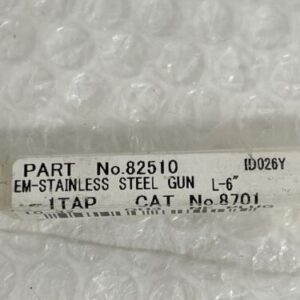 PART No.82510 ID026Y
EM-STAINLESS STEEL GUN L-6"
1TAP CAT No.8701